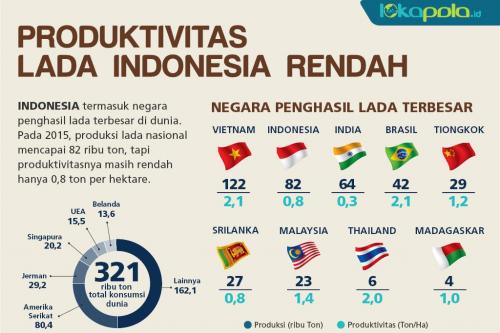 lokapola.id
PRODUKTIVITAS
LADA INDONESIA RENDAH
INDONESIA termasuk negara
penghasil lada terbesar di dunia.
Pada 2015, produksi lada nasional
mencapai 82 ribu ton, tapi
produktivitasnya masih rendah
hanya 0,8 ton per hektare.
NEGARA PENGHASIL LADA TERBESAR
VIETNAM INDONESIA INDIA BRASIL TIONGKOK
122 82 64 42 29
2,1 0,8 0,3 2,1 1,2
SRILANKA MALAYSIA THAILAND MADAGASKAR
27 23 6 4
0,8 1,4 2,0 1,0
Produksi (ribu Ton) Produktivitas (Ton/Ha)
Belanda
13,6
UEA
15,5
Singapura
20,2
Jerman
29,2
Amerika
Serikat
80,4
321
ribu ton
total konsumsi
dunia
Lainnya
162,1